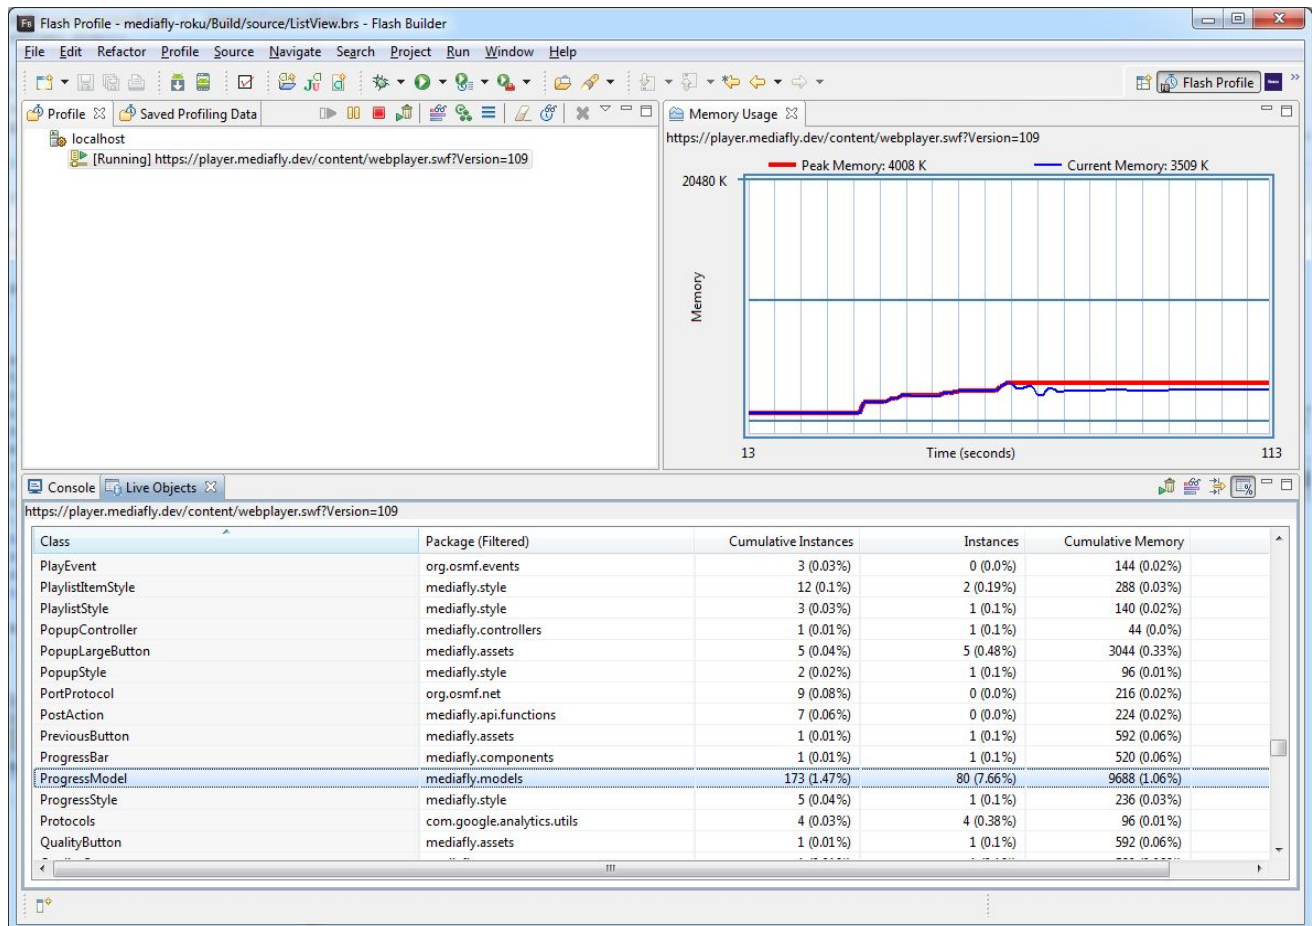 Flash Profile - mediafly-roku/Build/source/ListView.brs - Flash Builder
File Edit Refactor Profile Source Navigate Search Project Run Window Help
Flash Profile
Profile Saved Profiling Data
localhost
[Running] https://player.mediafly.dev/content/webplayer.swf?Version=109
Memory Usage
https://player.mediafly.dev/content/webplayer.swf?Version=109
Peak Memory: 4008 K Current Memory: 3509 K
20480 K
Memory
13 Time (seconds) 113
Console Live Objects
https://player.mediafly.dev/content/webplayer.swf?Version=109
Class Package (Filtered) Cumulative Instances Instances Cumulative Memory
PlayEvent org.osmf.events 3 (0.03%) 0 (0.0%) 144 (0.02%)
PlaylistItemStyle mediafly.style 12 (0.1%) 2 (0.19%) 288 (0.03%)
PlaylistStyle mediafly.style 3 (0.03%) 1 (0.1%) 140 (0.02%)
PopupController mediafly.controllers 1 (0.01%) 1 (0.1%) 44 (0.0%)
PopupLargeButton mediafly.assets 5 (0.04%) 5 (0.48%) 3044 (0.33%)
PopupStyle mediafly.style 2 (0.02%) 1 (0.1%) 96 (0.01%)
PortProtocol org.osmf.net 9 (0.08%) 0 (0.0%) 216 (0.02%)
PostAction mediafly.api.functions 7 (0.06%) 0 (0.0%) 224 (0.02%)
PreviousButton mediafly.assets 1 (0.01%) 1 (0.1%) 592 (0.06%)
ProgressBar mediafly.components 1 (0.01%) 1 (0.1%) 520 (0.06%)
ProgressModel mediafly.models 173 (1.47%) 80 (7.66%) 9688 (1.06%)
ProgressStyle mediafly.style 5 (0.04%) 1 (0.1%) 236 (0.03%)
Protocols com.google.analytics.utils 4 (0.03%) 4 (0.38%) 96 (0.01%)
QualityButton mediafly.assets 1 (0.01%) 1 (0.1%) 592 (0.06%)